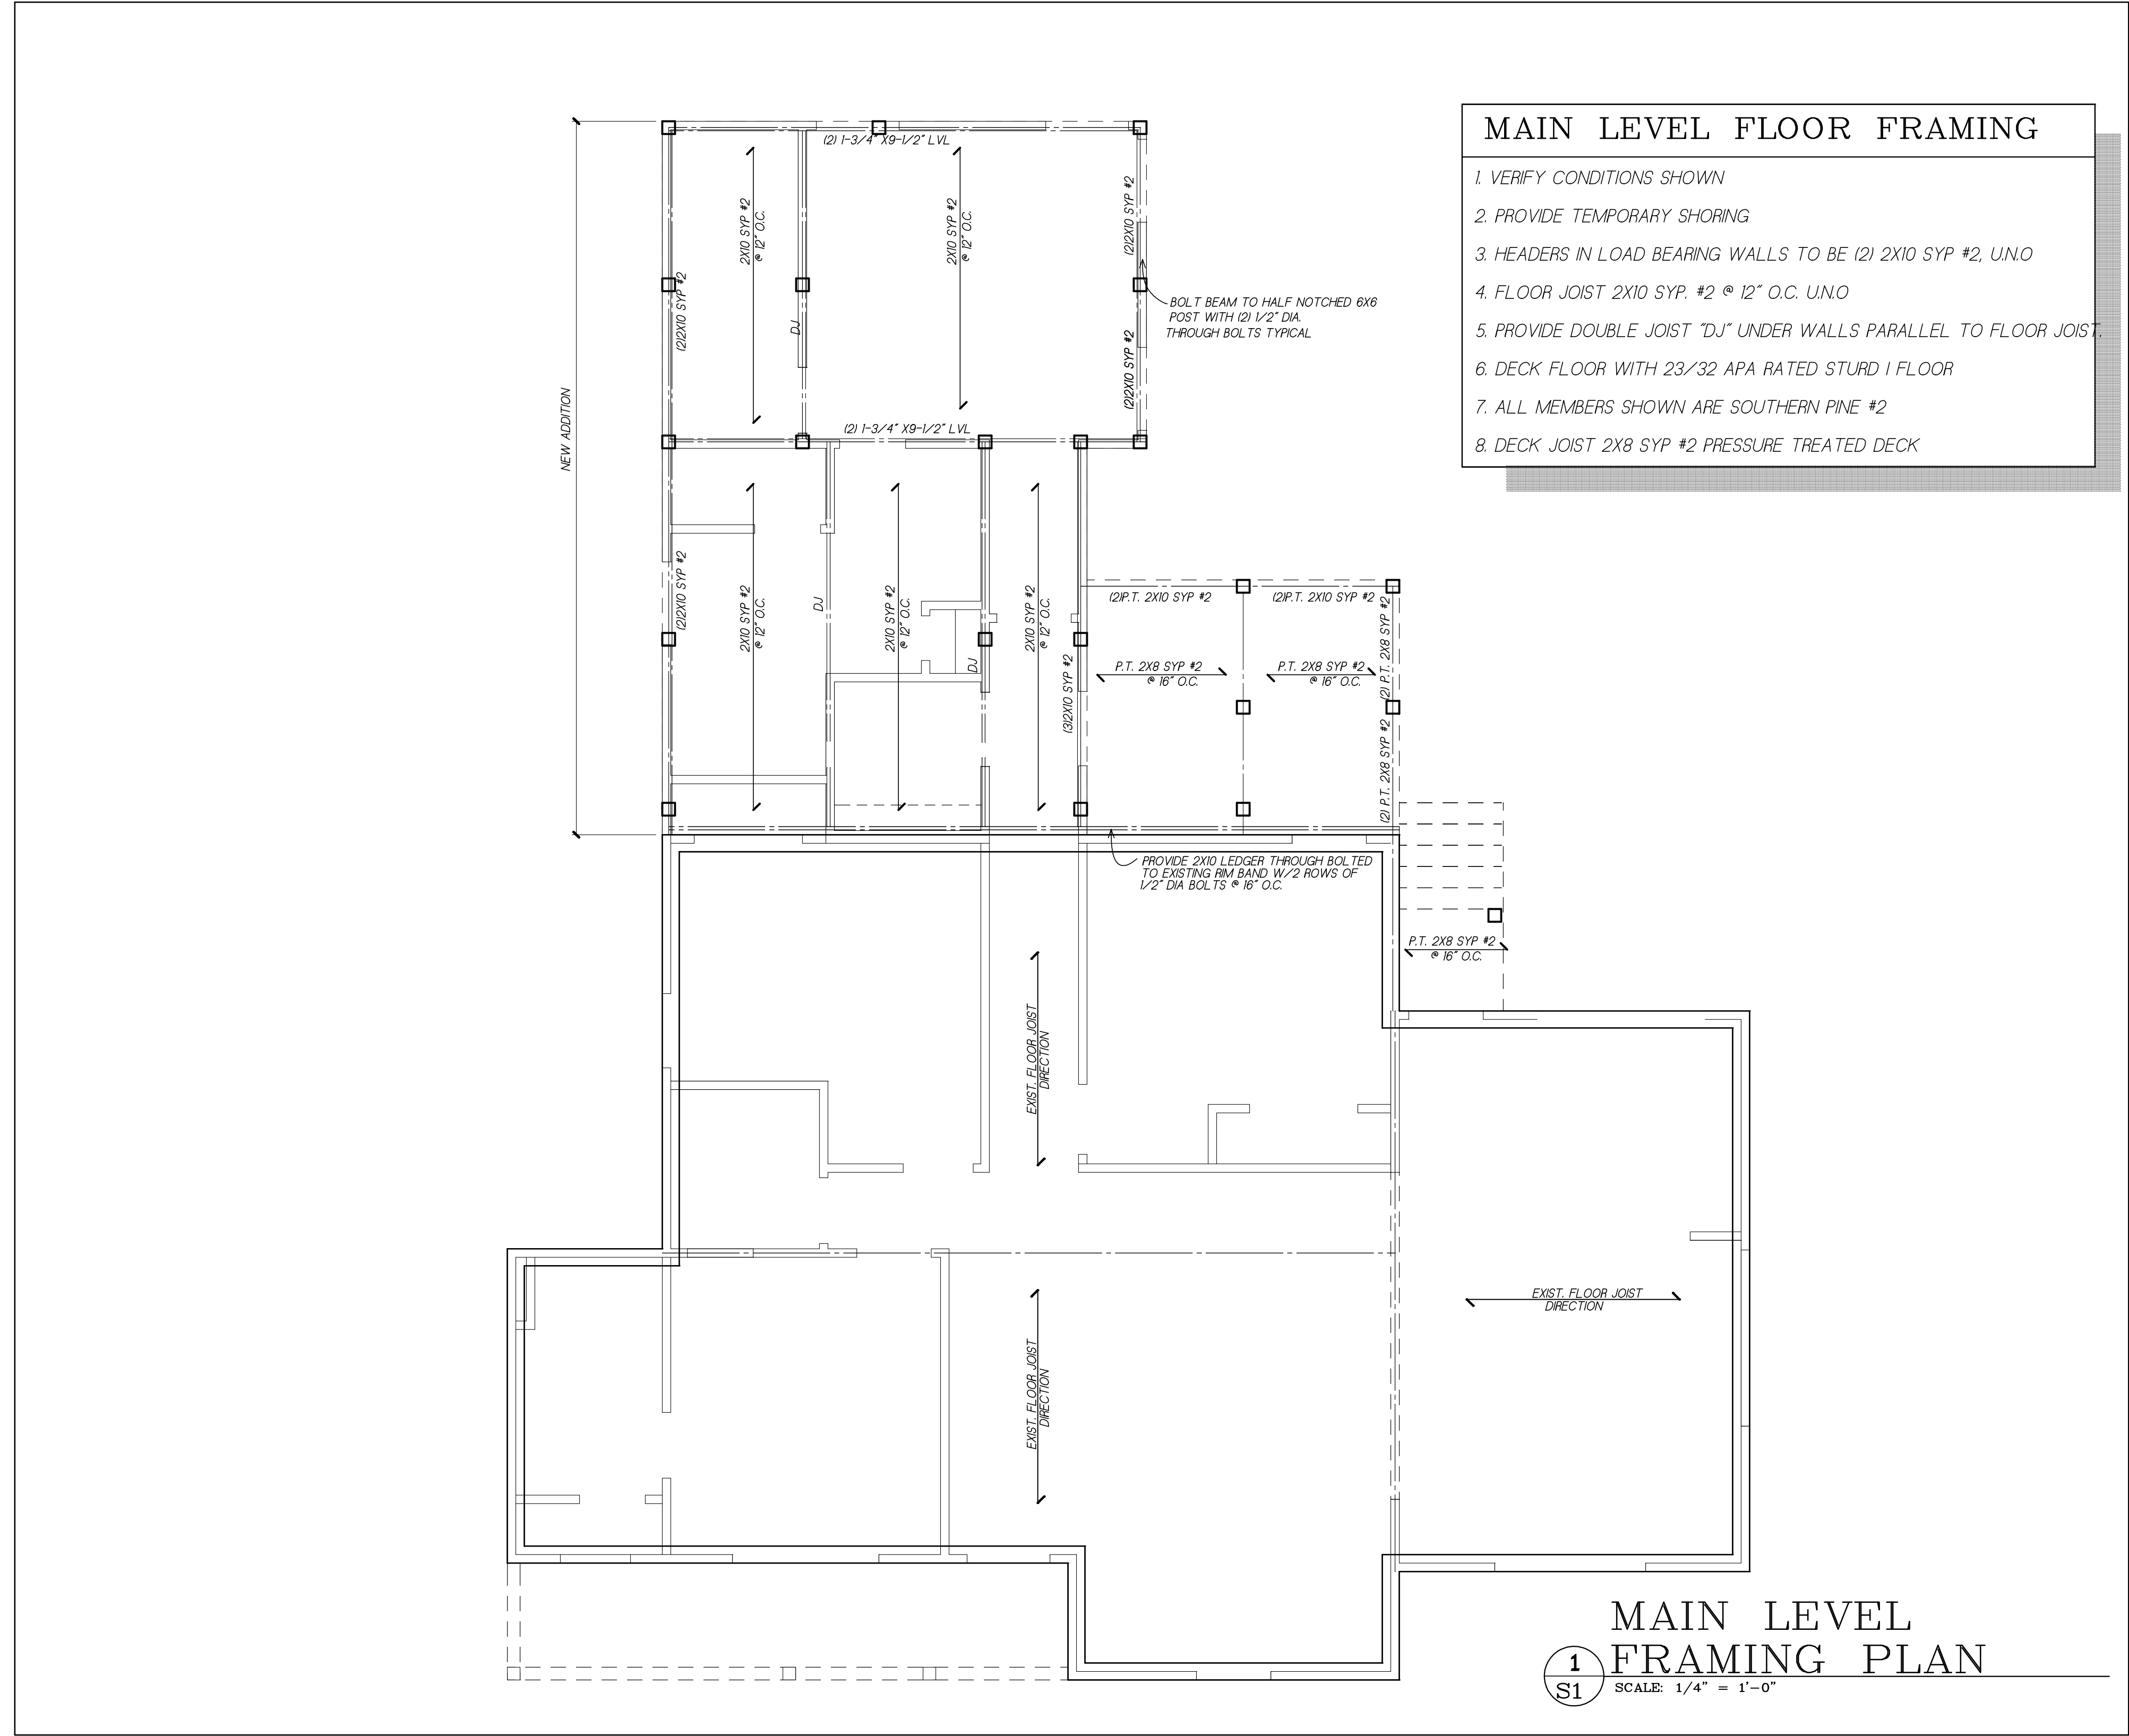 MAIN LEVEL FLOOR FRAMING
1. VERIFY CONDITIONS SHOWN
2. PROVIDE TEMPORARY SHORING
3. HEADERS IN LOAD BEARING WALLS TO BE (2) 2X10 SYP #2, U.N.O
4. FLOOR JOIST 2X10 SYP. #2 @ 12" O.C. U.N.O
5. PROVIDE DOUBLE JOIST "DJ" UNDER WALLS PARALLEL TO FLOOR JOIST.
6. DECK FLOOR WITH 23/32 APA RATED STURD I FLOOR
7. ALL MEMBERS SHOWN ARE SOUTHERN PINE #2
8. DECK JOIST 2X8 SYP #2 PRESSURE TREATED DECK
(2) 1-3/4" X9-1/2" LVL
2X10 SYP #2
@ 12" O.C.
2X10 SYP #2
@ 12" O.C.
(2)2X10 SYP #2
(2)2X10 SYP #2
DJ
(2)2X10 SYP #2
BOLT BEAM TO HALF NOTCHED 6X6
POST WITH (2) 1/2" DIA.
THROUGH BOLTS TYPICAL
NEW ADDITION
(2) 1-3/4" X9-1/2" LVL
(2)2X10 SYP #2
2X10 SYP #2
@ 12" O.C.
DJ
2X10 SYP #2
@ 12" O.C.
DJ
2X10 SYP #2
@ 12" O.C.
(3)2X10 SYP #2
(2)P.T. 2X10 SYP #2
(2)P.T. 2X10 SYP #2
P.T. 2X8 SYP #2
@ 16" O.C.
P.T. 2X8 SYP #2
@ 16" O.C.
(2) P.T. 2X8 SYP #2
(2) P.T. 2X8 SYP #2
PROVIDE 2X10 LEDGER THROUGH BOLTED
TO EXISTING RIM BAND W/2 ROWS OF
1/2" DIA BOLTS @ 16" O.C.
P.T. 2X8 SYP #2
@ 16" O.C.
EXIST. FLOOR JOIST
DIRECTION
EXIST. FLOOR JOIST
DIRECTION
EXIST. FLOOR JOIST
DIRECTION
MAIN LEVEL
FRAMING PLAN
1
S1
SCALE: 1/4" = 1'-0"